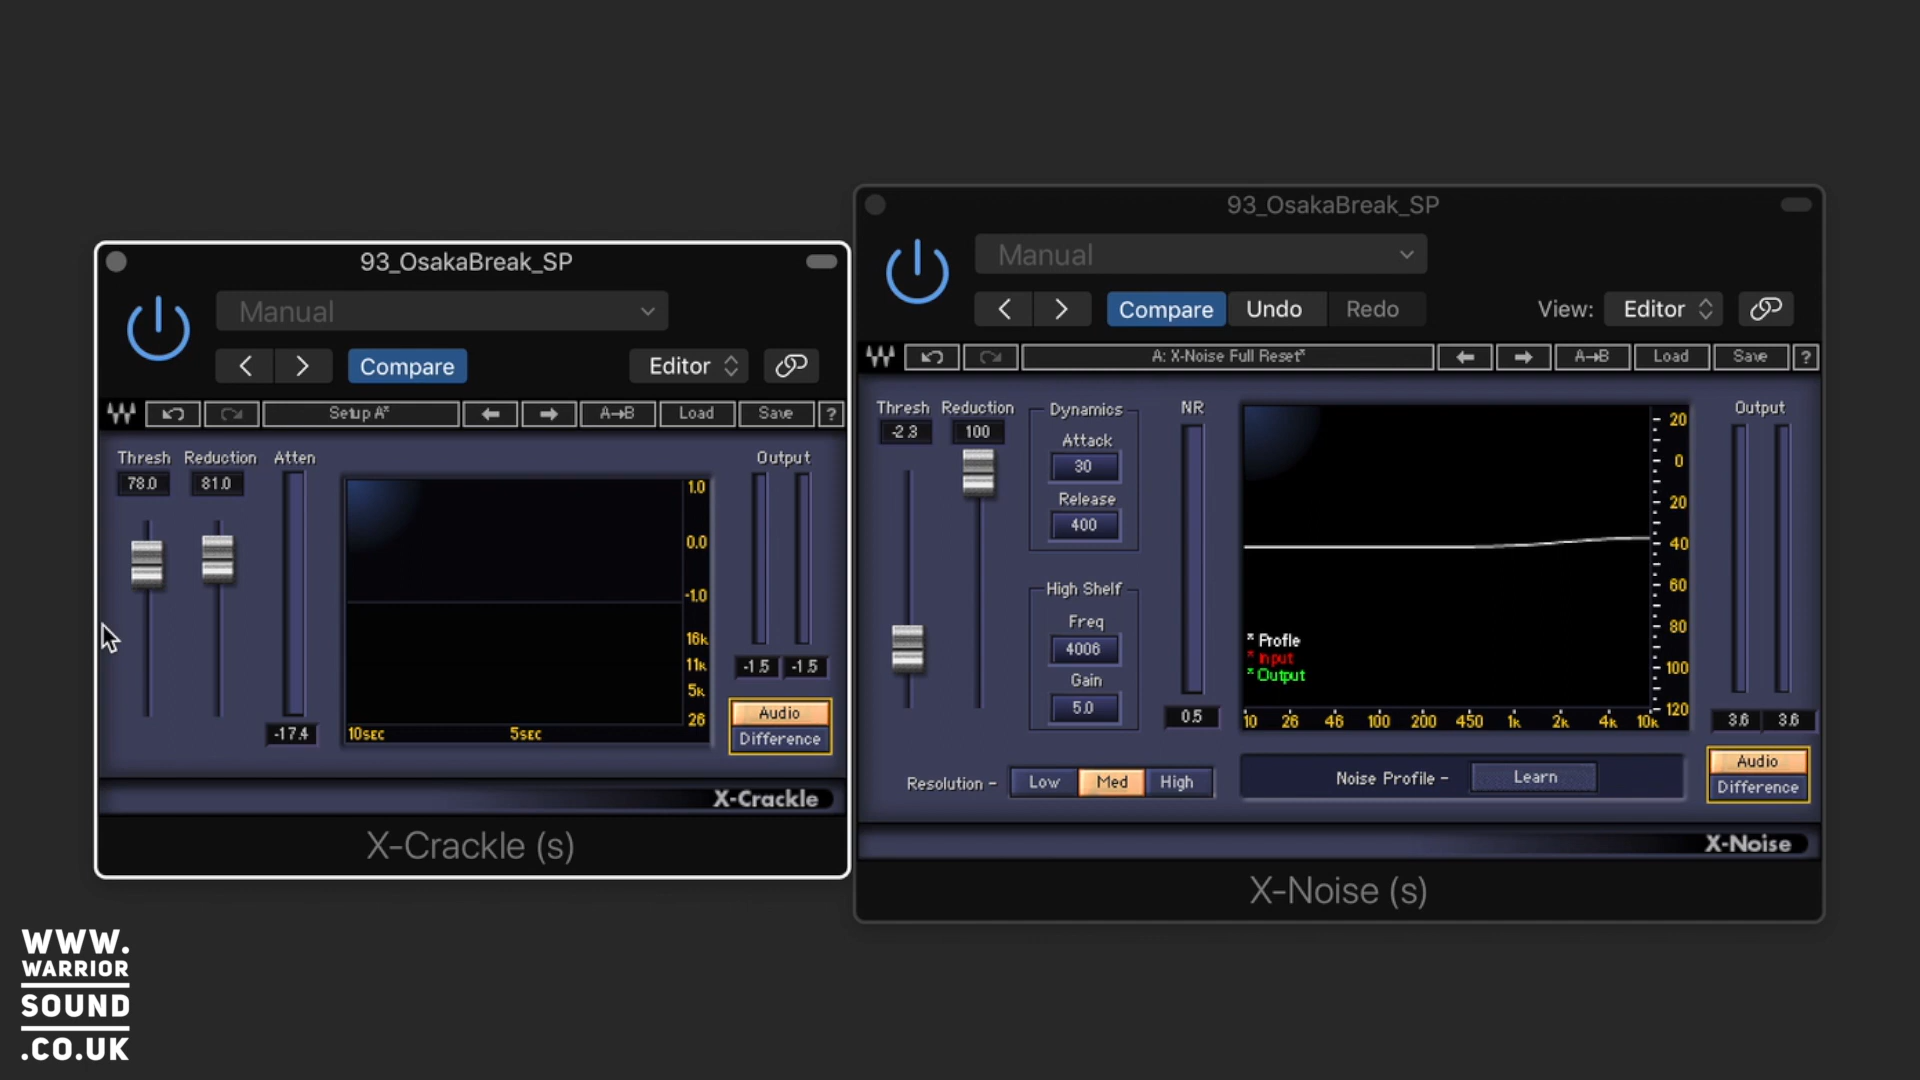 93_OsakaBreak_SP
Manual
Compare
Editor
Setup A*
A→B
Load
Save
?
Thresh
Reduction
Atten
Output
78.0
81.0
1.0
0.0
-1.0
16K
11K
5K
26
10SEC
5SEC
-17.4
-1.5
-1.5
Audio
Difference
X-Crackle
X-Crackle (s)
93_OsakaBreak_SP
Manual
Compare
Undo
Redo
View:
Editor
A: X-Noise Full Reset*
A→B
Load
Save
?
Thresh
Reduction
Dynamics
NR
Output
-2.3
100
Attack
30
Release
400
High Shelf
Freq
4006
Gain
5.0
0.5
20
0
20
40
60
80
100
120
* Profle
* Input
* Output
10 26 46 100 200 450 1K 2K 4K 10K
3.6
3.6
Resolution -
Low
Med
High
Noise Profile -
Learn
Audio
Difference
X-Noise
X-Noise (s)
WWW.
WARRIOR
SOUND
.CO.UK